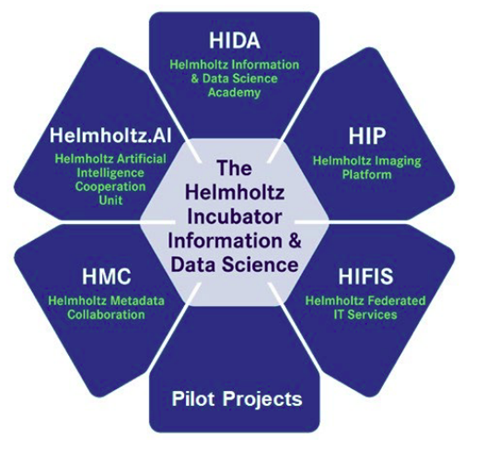 HIDA
Helmholtz Information
& Data Science
Academy
Helmholtz.AI
Helmholtz Artificial
Intelligence
Cooperation
Unit
HIP
Helmholtz Imaging
Platform
The
Helmholtz
Incubator
Information &
Data Science
HMC
Helmholtz Metadata
Collaboration
HIFIS
Helmholtz Federated
IT Services
Pilot Projects